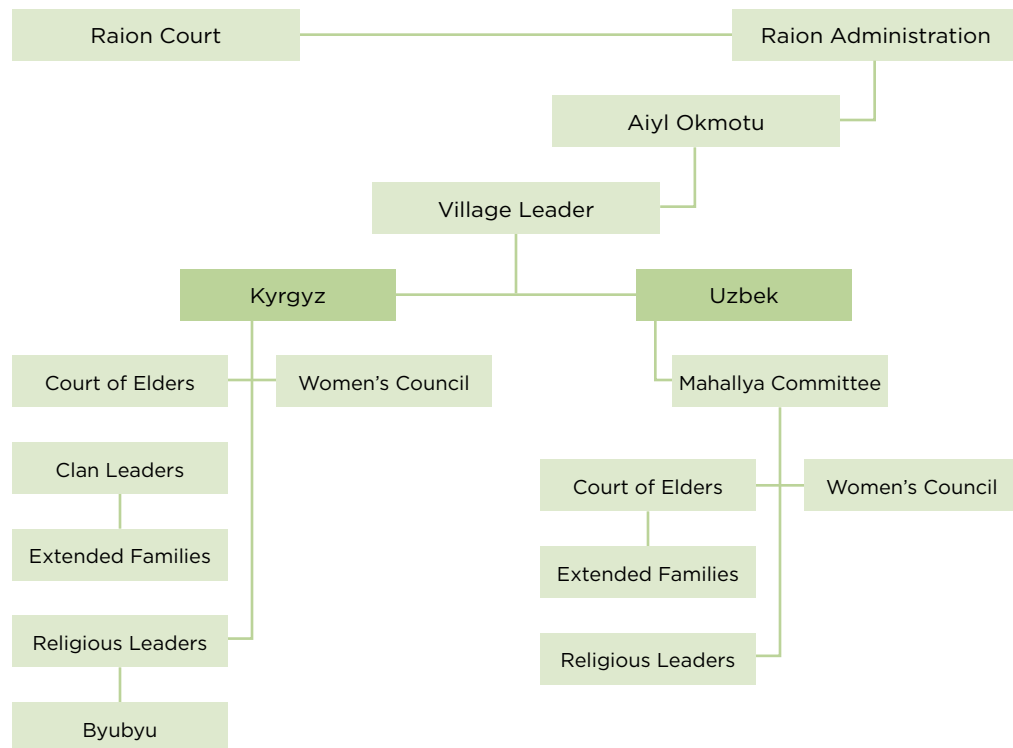 Raion Court
Raion Administration
Aiyl Okmotu
Village Leader
Kyrgyz
Uzbek
Court of Elders
Women’s Council
Mahallya Committee
Clan Leaders
Court of Elders
Women’s Council
Extended Families
Extended Families
Religious Leaders
Religious Leaders
Byubyu